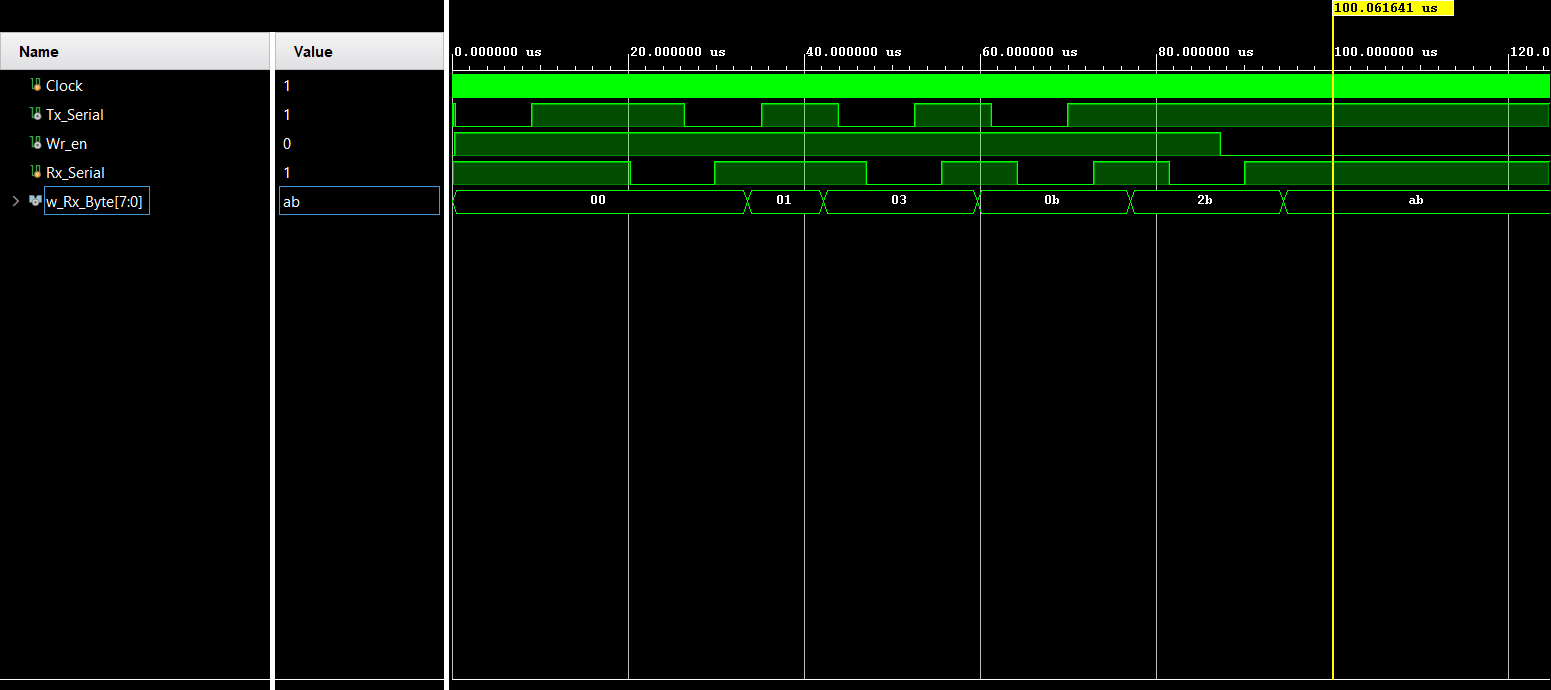 100.061641 us
Name Value
0.000000 us 20.000000 us 40.000000 us 60.000000 us 80.000000 us 100.000000 us 120.0
Clock 1
Tx_Serial 1
Wr_en 0
Rx_Serial 1
w_Rx_Byte[7:0] ab 00 01 03 0b 2b ab